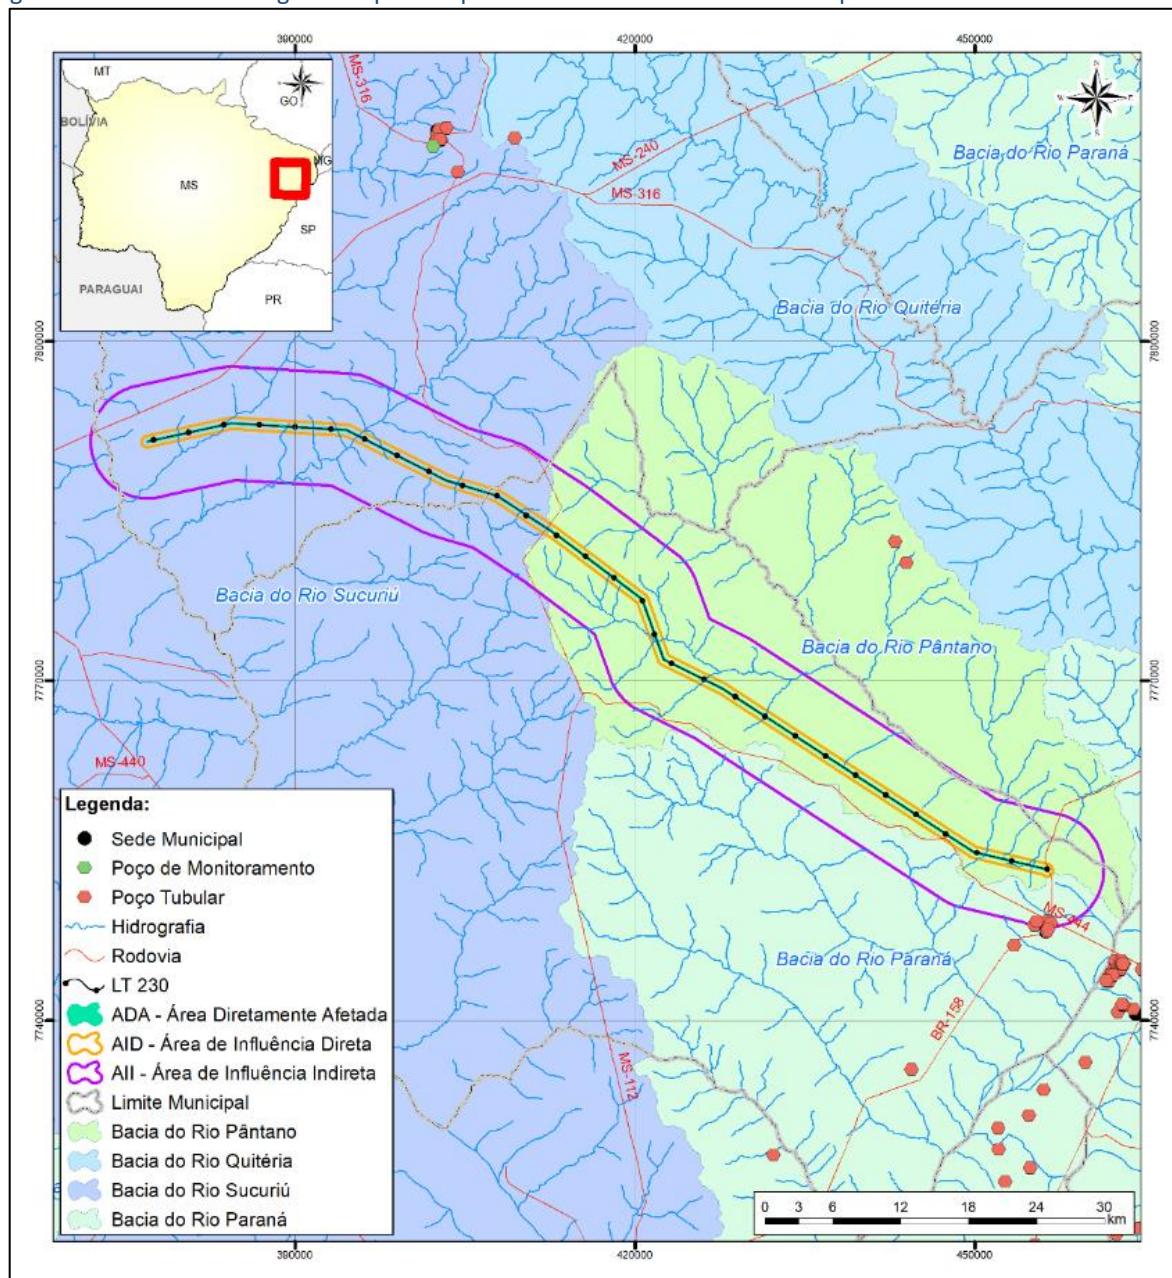 390000
420000
450000
MT
GO
BOLÍVIA
MG
MS
SP
PARAGUAI
PR
MS-316
N
W
S
MS-240
MS-316
Bacia do Rio Paraná
Bacia do Rio Quitéria
7800000
7800000
Bacia do Rio Sucuriú
Bacia do Rio Pântano
7770000
7770000
MS-440
Legenda:
Sede Municipal
Poço de Monitoramento
Poço Tubular
Hidrografia
Rodovia
LT 230
ADA - Área Diretamente Afetada
AID - Área de Influência Direta
AII - Área de Influência Indireta
Limite Municipal
Bacia do Rio Pântano
Bacia do Rio Quitéria
Bacia do Rio Sucuriú
Bacia do Rio Paraná
MS-444
Bacia do Rio Paraná
BR-158
MS-112
7740000
7740000
0 3 6 12 18 24 30
km
390000
420000
450000